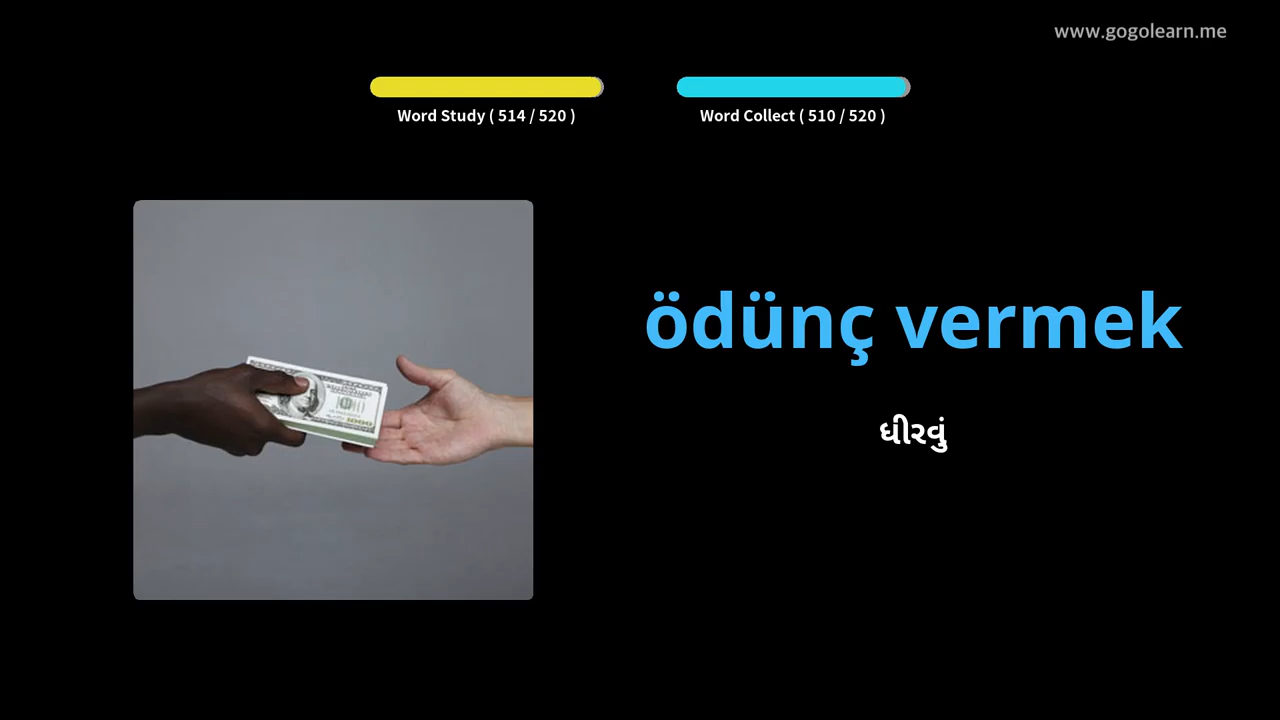 www.gogolearn.me
Word Study ( 514 / 520 )
Word Collect ( 510 / 520 )
ödünç vermek
ધીરવું